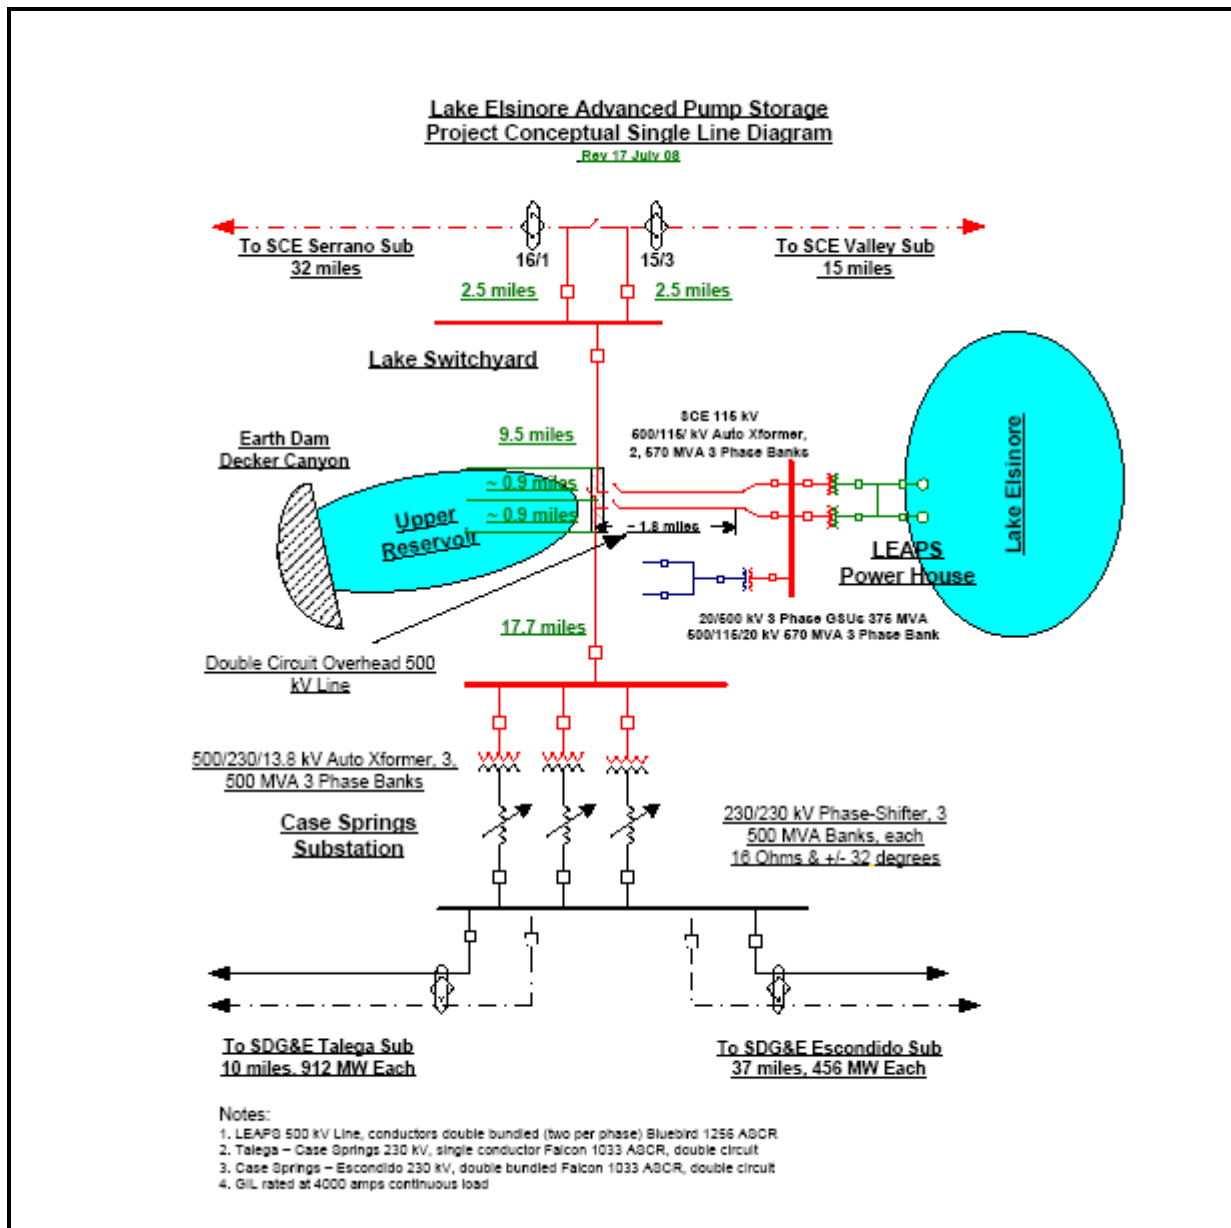 Lake Elsinore Advanced Pump Storage
Project Conceptual Single Line Diagram
Rev 17 July 08
To SCE Serrano Sub
32 miles
16/1
15/3
To SCE Valley Sub
15 miles
2.5 miles
2.5 miles
Lake Switchyard
SCE 115 kV
500/115/ kV Auto Xformer,
2, 570 MVA 3 Phase Banks
Earth Dam
Decker Canyon
9.5 miles
~ 0.9 miles
~ 0.9 miles
Upper
Reservoir
~ 1.8 miles
Lake Elsinore
LEAPS
Power House
20/500 kV 3 Phase GSUs 375 MVA
500/115/20 kV 570 MVA 3 Phase Bank
17.7 miles
Double Circuit Overhead 500
kV Line
500/230/13.8 kV Auto Xformer, 3,
500 MVA 3 Phase Banks
Case Springs
Substation
230/230 kV Phase-Shifter, 3
500 MVA Banks, each
16 Ohms & +/- 32 degrees
To SDG&E Talega Sub
10 miles, 912 MW Each
To SDG&E Escondido Sub
37 miles, 456 MW Each
Notes:
1. LEAPS 500 kV Line, conductors double bundled (two per phase) Bluebird 1256 ASCR
2. Talega – Case Springs 230 kV, single conductor Falcon 1033 ASCR, double circuit
3. Case Springs – Escondido 230 kV, double bundled Falcon 1033 ASCR, double circuit
4. GIL rated at 4000 amps continuous load